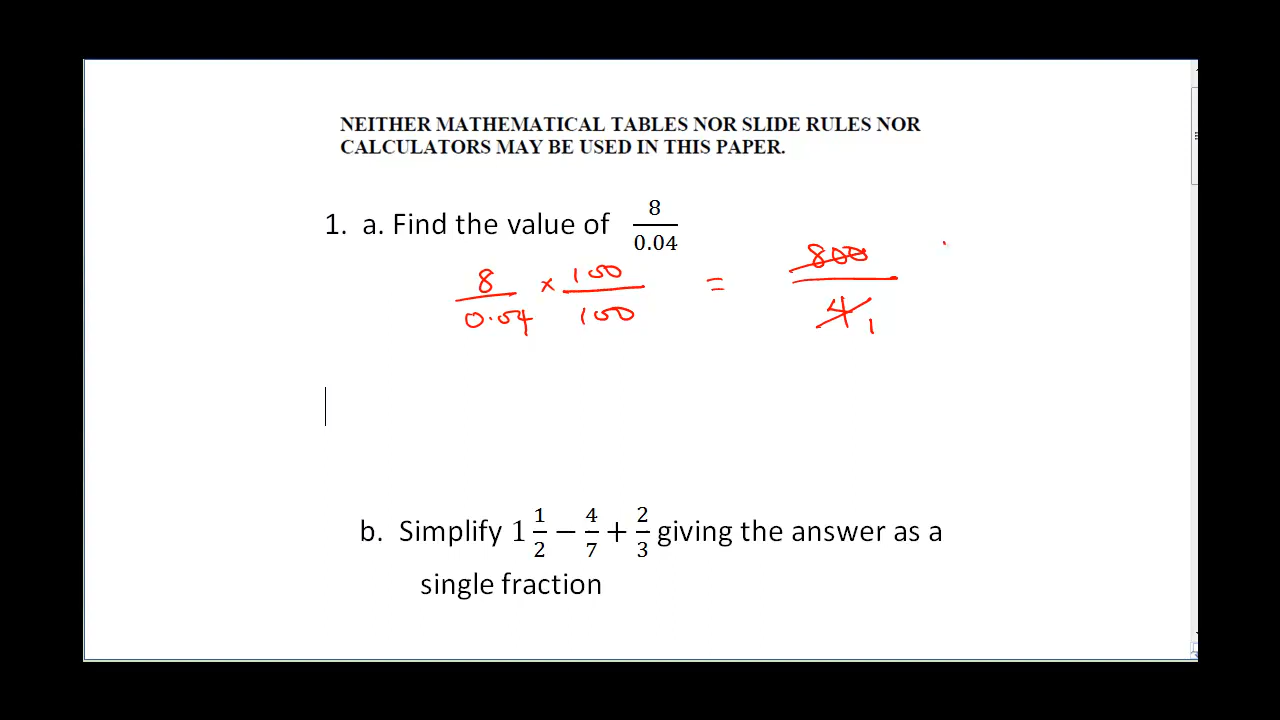 NEITHER MATHEMATICAL TABLES NOR SLIDE RULES NOR
CALCULATORS MAY BE USED IN THIS PAPER.
1. a. Find the value of 8/0.04
8/0.04 × 100/100 = 800/4 1
b. Simplify 1 1/2 − 4/7 + 2/3 giving the answer as a
single fraction